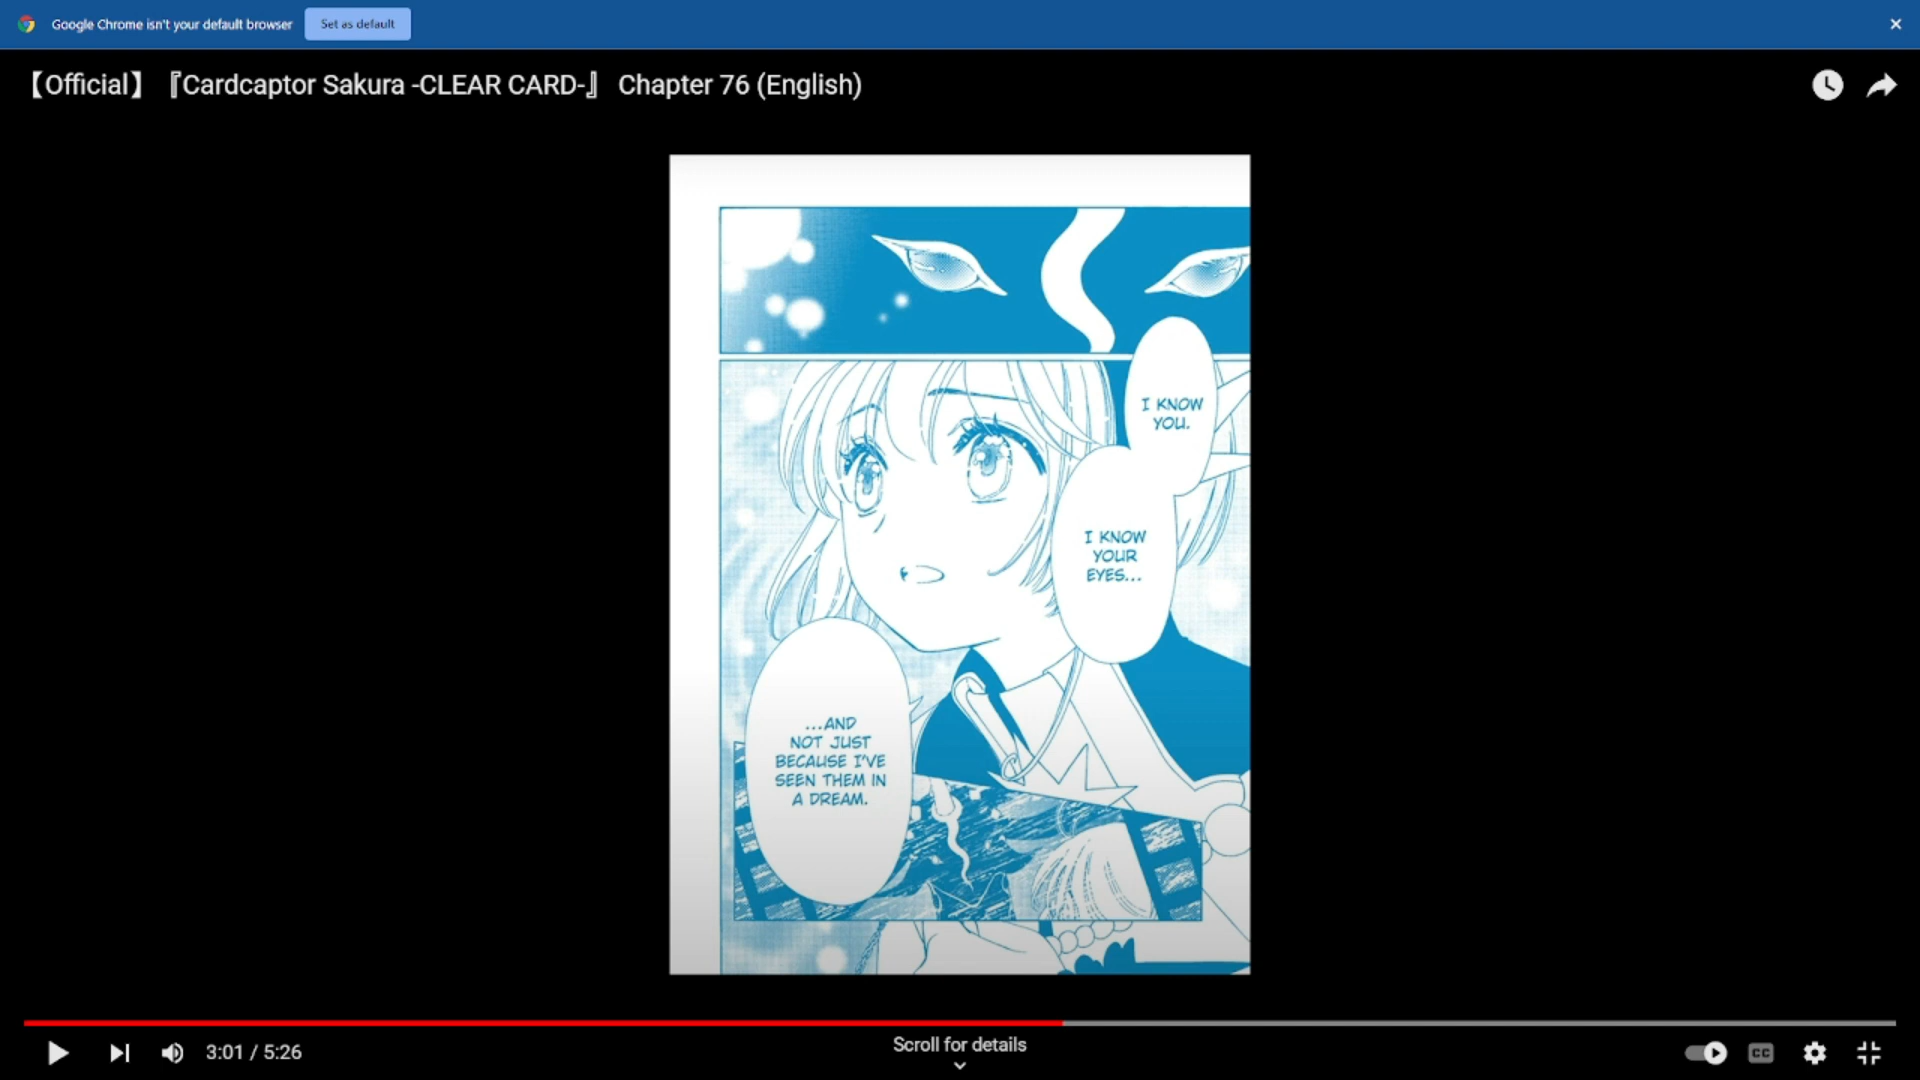 Google Chrome isn't your default browser
Set as default
【Official】『Cardcaptor Sakura -CLEAR CARD-』 Chapter 76 (English)
I KNOW
YOU.
I KNOW
YOUR
EYES...
...AND
NOT JUST
BECAUSE I'VE
SEEN THEM IN
A DREAM.
3:01 / 5:26
Scroll for details
CC